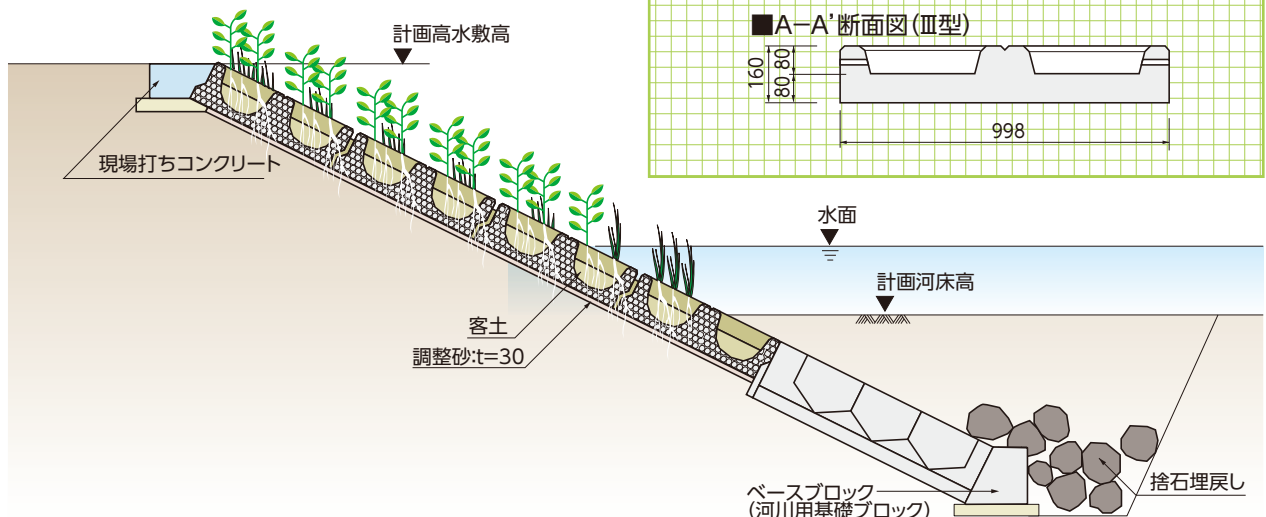 ■A-A'断面図(Ⅲ型)
160
80
80
998
計画高水敷高
現場打ちコンクリート
水面
計画河床高
客土
調整砂:t=30
捨石埋戻し
ベースブロック
(河川用基礎ブロック)